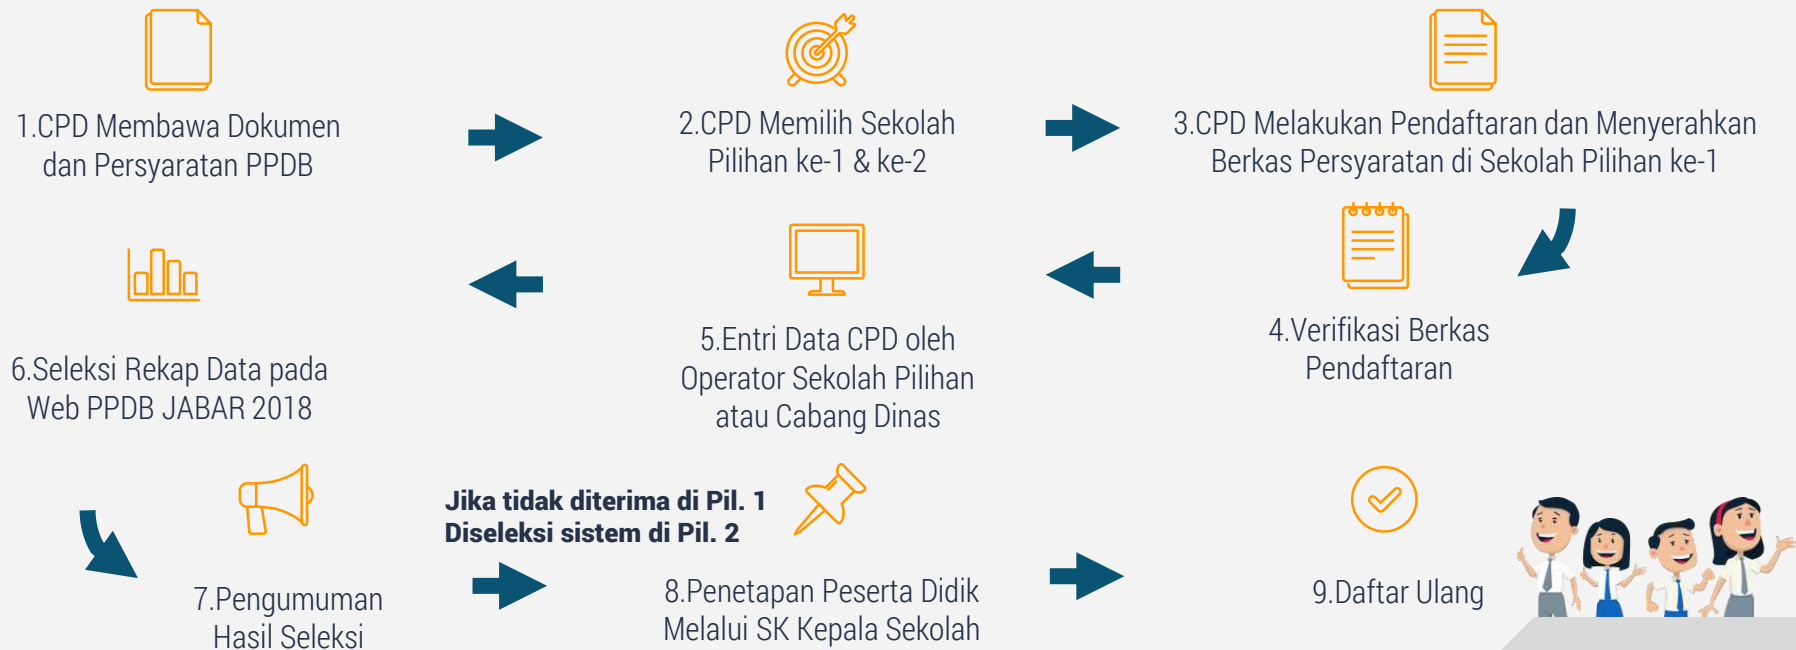 1.CPD Membawa Dokumen
dan Persyaratan PPDB
2.CPD Memilih Sekolah
Pilihan ke-1 & ke-2
3.CPD Melakukan Pendaftaran dan Menyerahkan
Berkas Persyaratan di Sekolah Pilihan ke-1
4.Verifikasi Berkas
Pendaftaran
5.Entri Data CPD oleh
Operator Sekolah Pilihan
atau Cabang Dinas
6.Seleksi Rekap Data pada
Web PPDB JABAR 2018
7.Pengumuman
Hasil Seleksi
Jika tidak diterima di Pil. 1
Diseleksi sistem di Pil. 2
8.Penetapan Peserta Didik
Melalui SK Kepala Sekolah
9.Daftar Ulang